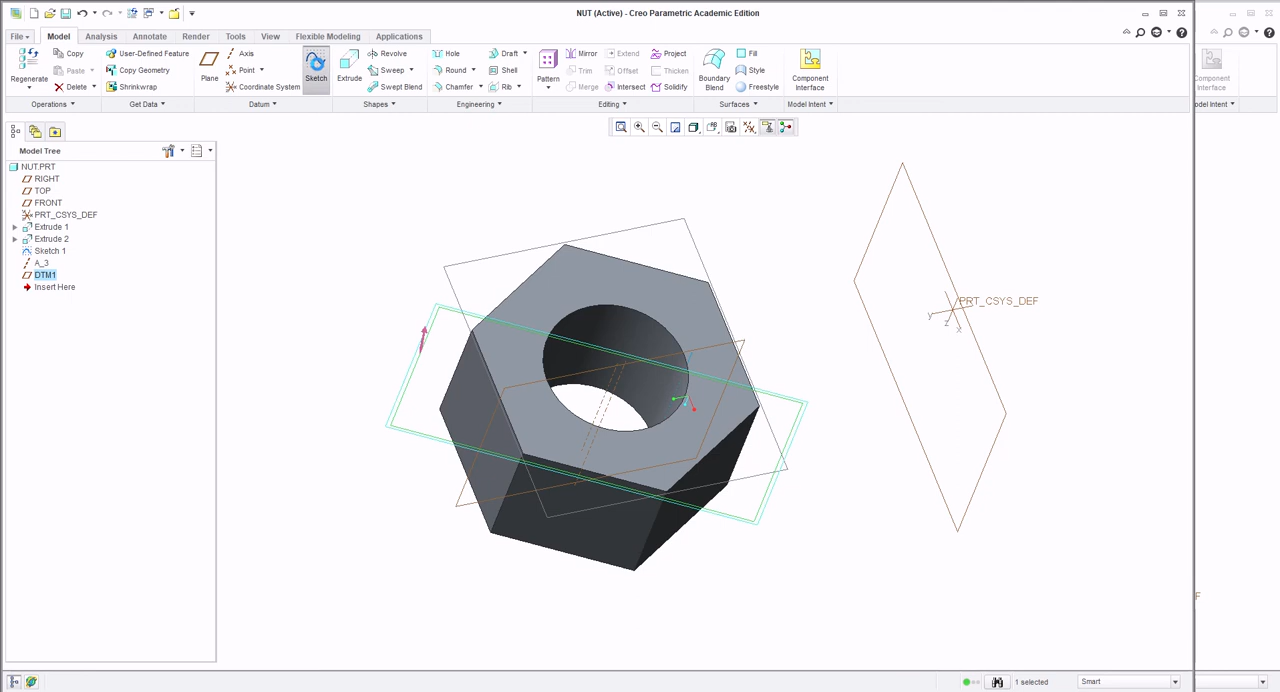 NUT (Active) - Creo Parametric Academic Edition
File Model Analysis Annotate Render Tools View Flexible Modeling Applications
Regenerate
Copy
Paste
Delete
User-Defined Feature
Copy Geometry
Shrinkwrap
Plane
Axis
Point
Coordinate System
Sketch
Extrude
Revolve
Sweep
Swept Blend
Hole
Round
Chamfer
Draft
Shell
Rib
Pattern
Mirror
Trim
Merge
Extend
Offset
Intersect
Project
Thicken
Solidify
Boundary
Blend
Fill
Style
Freestyle
Component
Interface
Component
Interface
Operations Get Data Datum Shapes Engineering Editing Surfaces Model Intent odel Intent
Model Tree
NUT.PRT
RIGHT
TOP
FRONT
PRT_CSYS_DEF
Extrude 1
Extrude 2
Sketch 1
A_3
DTM1
Insert Here
PRT_CSYS_DEF
y
z
x
F
1 selected
Smart